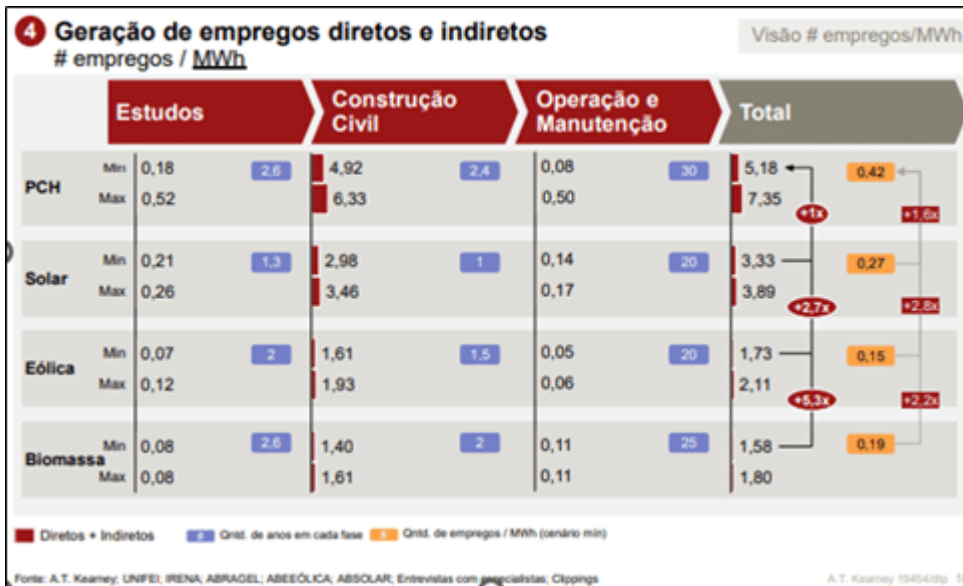 4 Geração de empregos diretos e indiretos
# empregos / MWh
Visão # empregos/MWh
Estudos
Construção Civil
Operação e Manutenção
Total
PCH
Min 0,18 2,6 4,92 2,4 0,08 30 5,18 0,42
Max 0,52 6,33 0,50 7,35
+1x +1,6x
Solar
Min 0,21 1,3 2,98 1 0,14 20 3,33 0,27
Max 0,26 3,46 0,17 3,89
+2,7x +2,8x
Eólica
Min 0,07 2 1,61 1,5 0,05 20 1,73 0,15
Max 0,12 1,93 0,06 2,11
+5,3x +2,2x
Biomassa
Min 0,08 2,6 1,40 2 0,11 25 1,58 0,19
Max 0,08 1,61 0,11 1,80
Diretos + Indiretos # Qntd. de anos em cada fase # Qntd. de empregos / MWh (cenário mín)
Fonte: A.T. Kearney; UNIFEI; IRENA; ABRAGEL; ABEEÓLICA; ABSOLAR; Entrevistas com especialistas; Clippings
A.T. Kearney